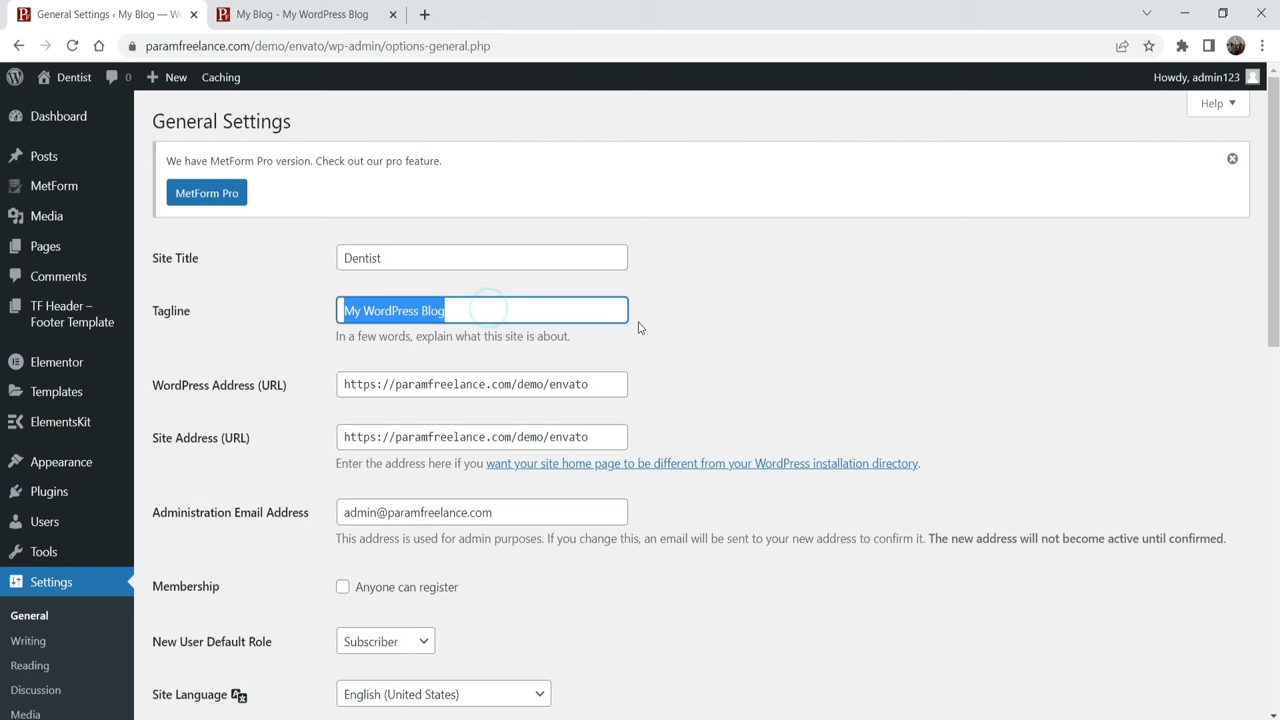 General Settings ‹ My Blog — W
My Blog - My WordPress Blog
paramfreelance.com/demo/envato/wp-admin/options-general.php
Dentist
0
New
Caching
Howdy, admin123
Help
Dashboard
Posts
MetForm
Media
Pages
Comments
TF Header –
Footer Template
Elementor
Templates
ElementsKit
Appearance
Plugins
Users
Tools
Settings
General
Writing
Reading
Discussion
Media
General Settings
We have MetForm Pro version. Check out our pro feature.
MetForm Pro
Site Title
Dentist
Tagline
My WordPress Blog
In a few words, explain what this site is about.
WordPress Address (URL)
https://paramfreelance.com/demo/envato
Site Address (URL)
https://paramfreelance.com/demo/envato
Enter the address here if you want your site home page to be different from your WordPress installation directory.
Administration Email Address
admin@paramfreelance.com
This address is used for admin purposes. If you change this, an email will be sent to your new address to confirm it. The new address will not become active until confirmed.
Membership
Anyone can register
New User Default Role
Subscriber
Site Language
English (United States)